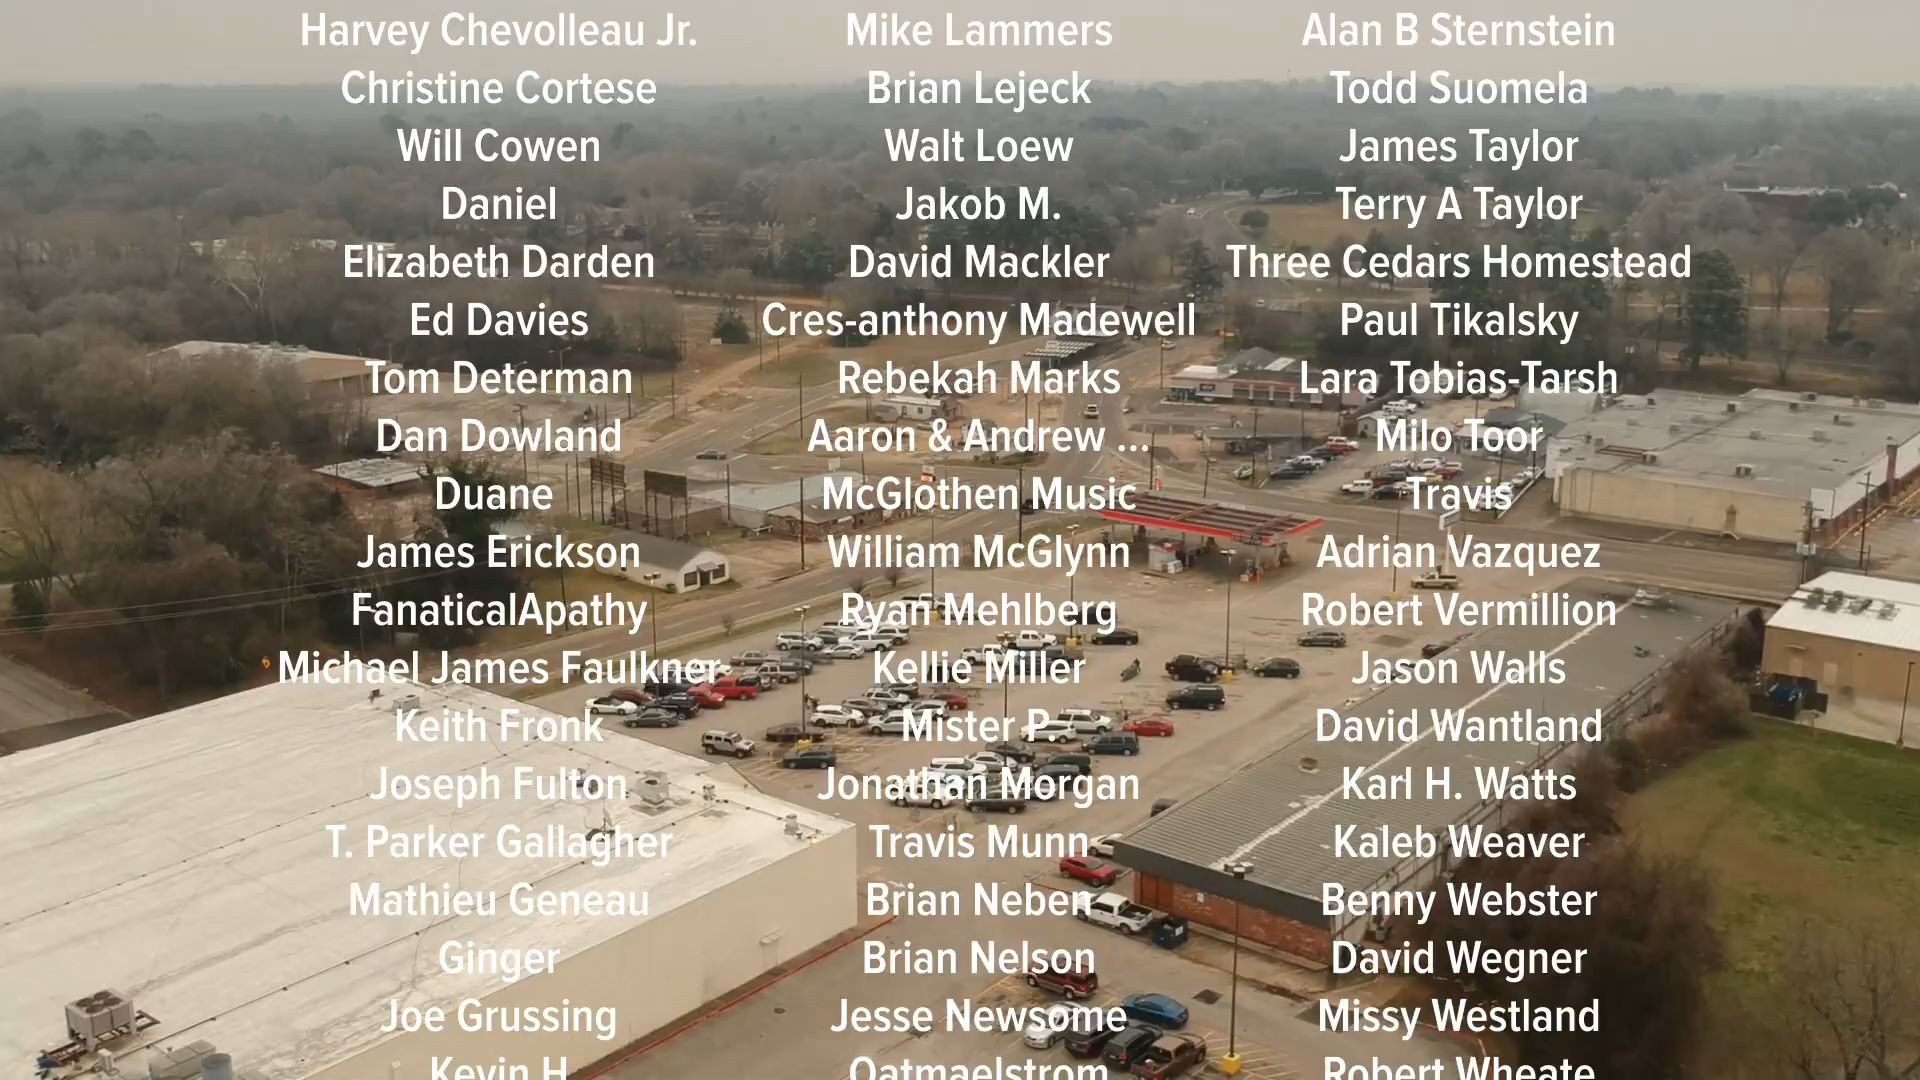 Harvey Chevolleau Jr.
Christine Cortese
Will Cowen
Daniel
Elizabeth Darden
Ed Davies
Tom Determan
Dan Dowland
Duane
James Erickson
FanaticalApathy
Michael James Faulkner
Keith Fronk
Joseph Fulton
T. Parker Gallagher
Mathieu Geneau
Ginger
Joe Grussing
Kevin H
Mike Lammers
Brian Lejeck
Walt Loew
Jakob M.
David Mackler
Cres-anthony Madewell
Rebekah Marks
Aaron & Andrew ...
McGlothen Music
William McGlynn
Ryan Mehlberg
Kellie Miller
Mister P.
Jonathan Morgan
Travis Munn
Brian Neben
Brian Nelson
Jesse Newsome
Oatmaelstrom
Alan B Sternstein
Todd Suomela
James Taylor
Terry A Taylor
Three Cedars Homestead
Paul Tikalsky
Lara Tobias-Tarsh
Milo Toor
Travis
Adrian Vazquez
Robert Vermillion
Jason Walls
David Wantland
Karl H. Watts
Kaleb Weaver
Benny Webster
David Wegner
Missy Westland
Robert Wheate